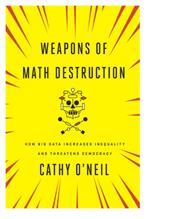 WEAPONS OF
MATH DESTRUCTION
HOW BIG DATA INCREASES INEQUALITY
AND THREATENS DEMOCRACY
CATHY O'NEIL